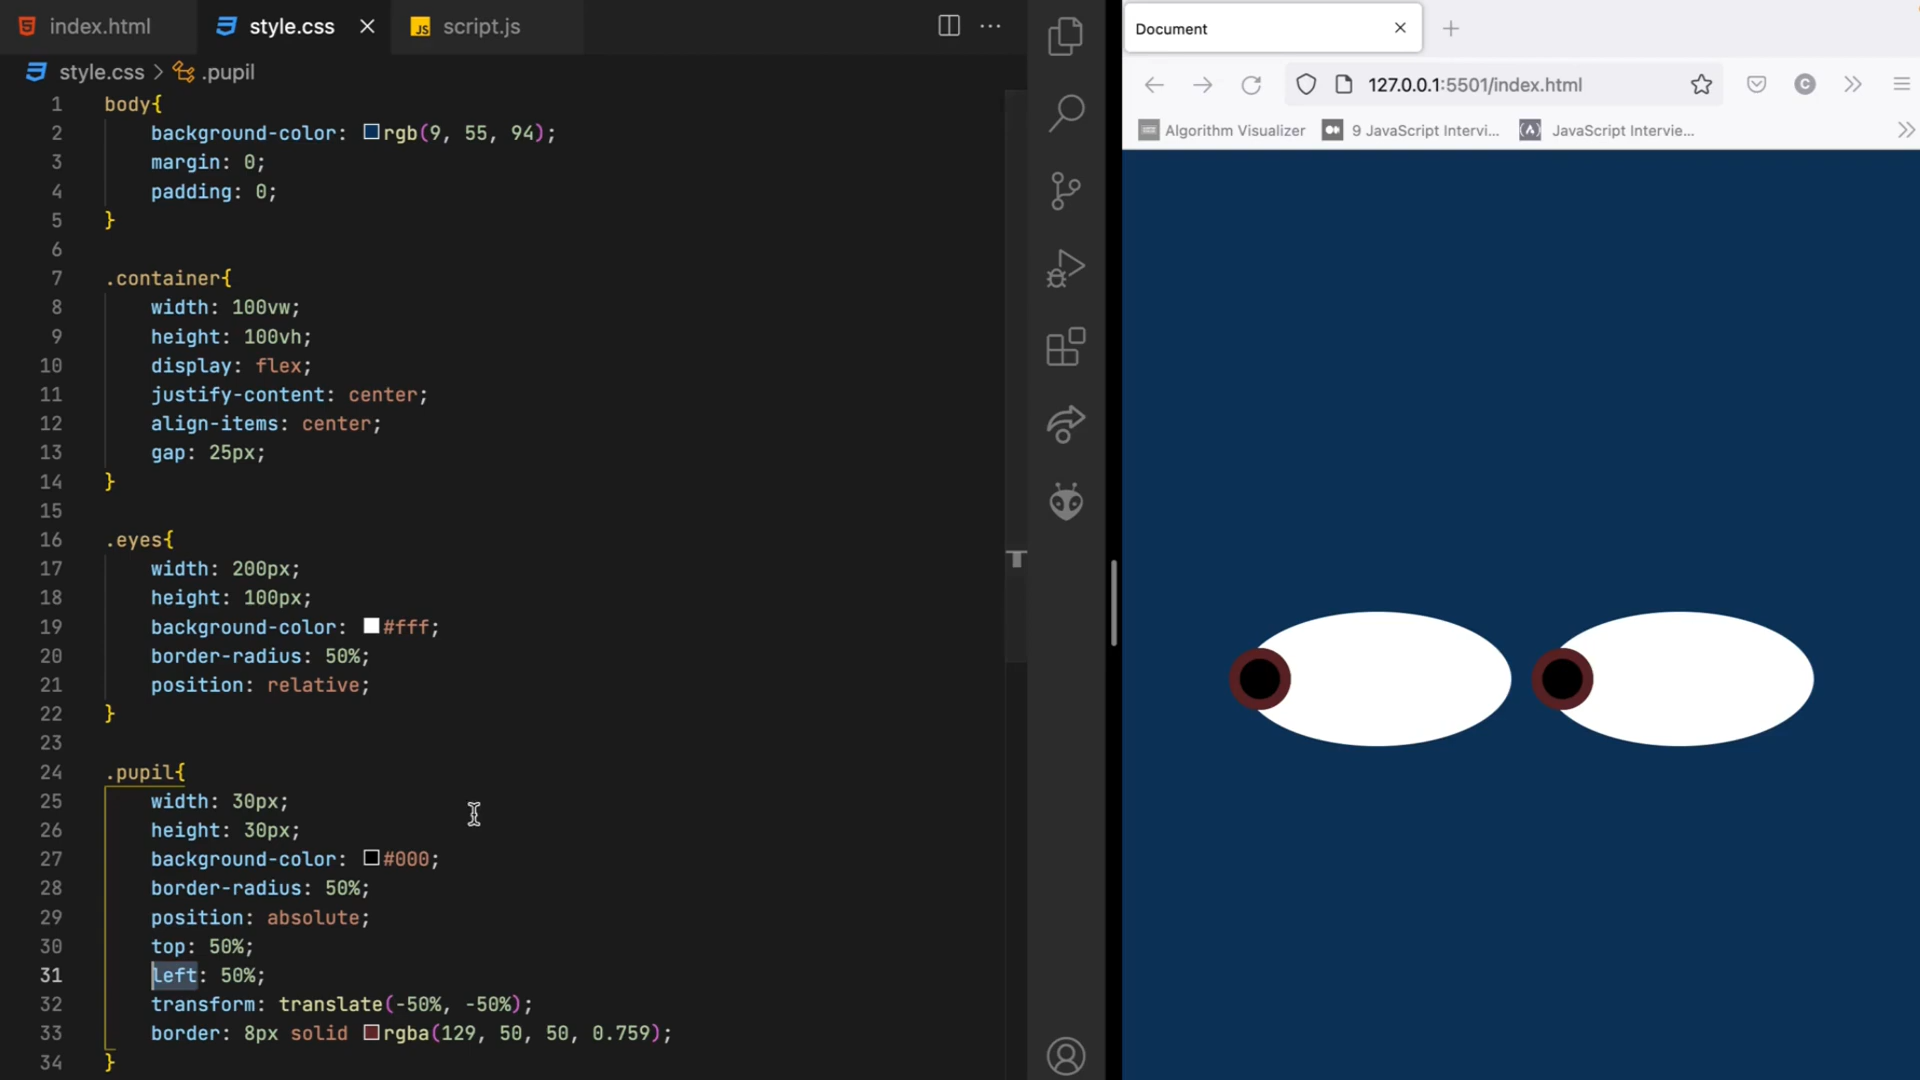 index.html
style.css
script.js
style.css > .pupil
1 body{
2 background-color: rgb(9, 55, 94);
3 margin: 0;
4 padding: 0;
5 }
6
7 .container{
8 width: 100vw;
9 height: 100vh;
10 display: flex;
11 justify-content: center;
12 align-items: center;
13 gap: 25px;
14 }
15
16 .eyes{
17 width: 200px;
18 height: 100px;
19 background-color: #fff;
20 border-radius: 50%;
21 position: relative;
22 }
23
24 .pupil{
25 width: 30px;
26 height: 30px;
27 background-color: #000;
28 border-radius: 50%;
29 position: absolute;
30 top: 50%;
31 left: 50%;
32 transform: translate(-50%, -50%);
33 border: 8px solid rgba(129, 50, 50, 0.759);
34 }
Document
127.0.0.1:5501/index.html
Algorithm Visualizer
9 JavaScript Intervi...
JavaScript Intervie...